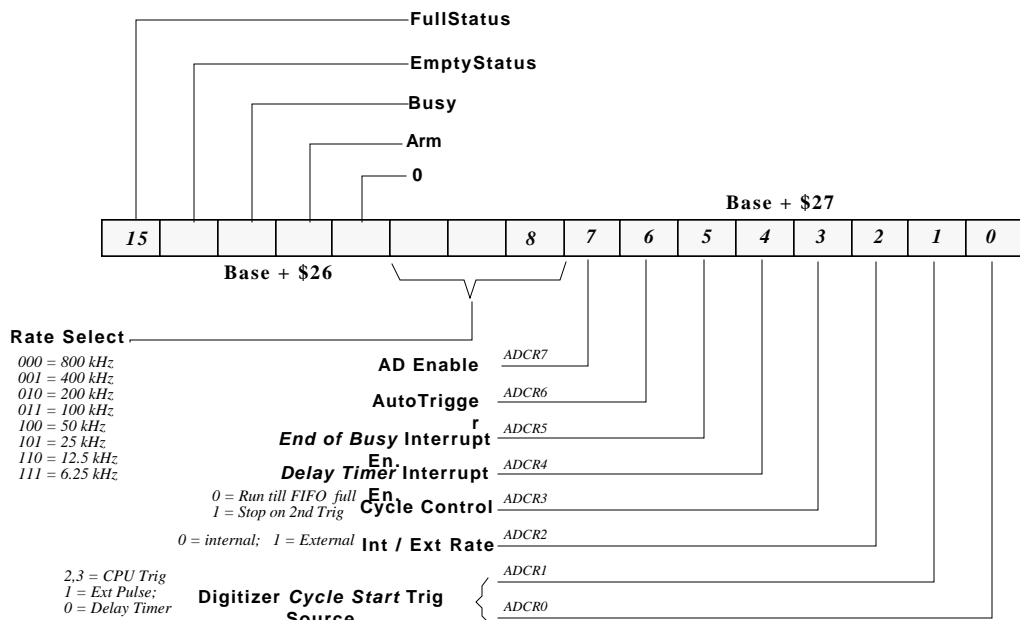 FullStatus
EmptyStatus
Busy
Arm
0
Base + $27
15 8 7 6 5 4 3 2 1 0
Base + $26
Rate Select
000 = 800 kHz
001 = 400 kHz
010 = 200 kHz
011 = 100 kHz
100 = 50 kHz
101 = 25 kHz
110 = 12.5 kHz
111 = 6.25 kHz
AD Enable ADCR7
AutoTrigge
r
ADCR6
End of Busy Interrupt
En.
ADCR5
Delay Timer Interrupt
En.
ADCR4
0 = Run till FIFO full
1 = Stop on 2nd Trig
Cycle Control ADCR3
0 = internal; 1 = External Int / Ext Rate ADCR2
2,3 = CPU Trig
1 = Ext Pulse;
0 = Delay Timer
Digitizer Cycle Start Trig
Source
ADCR1
ADCR0